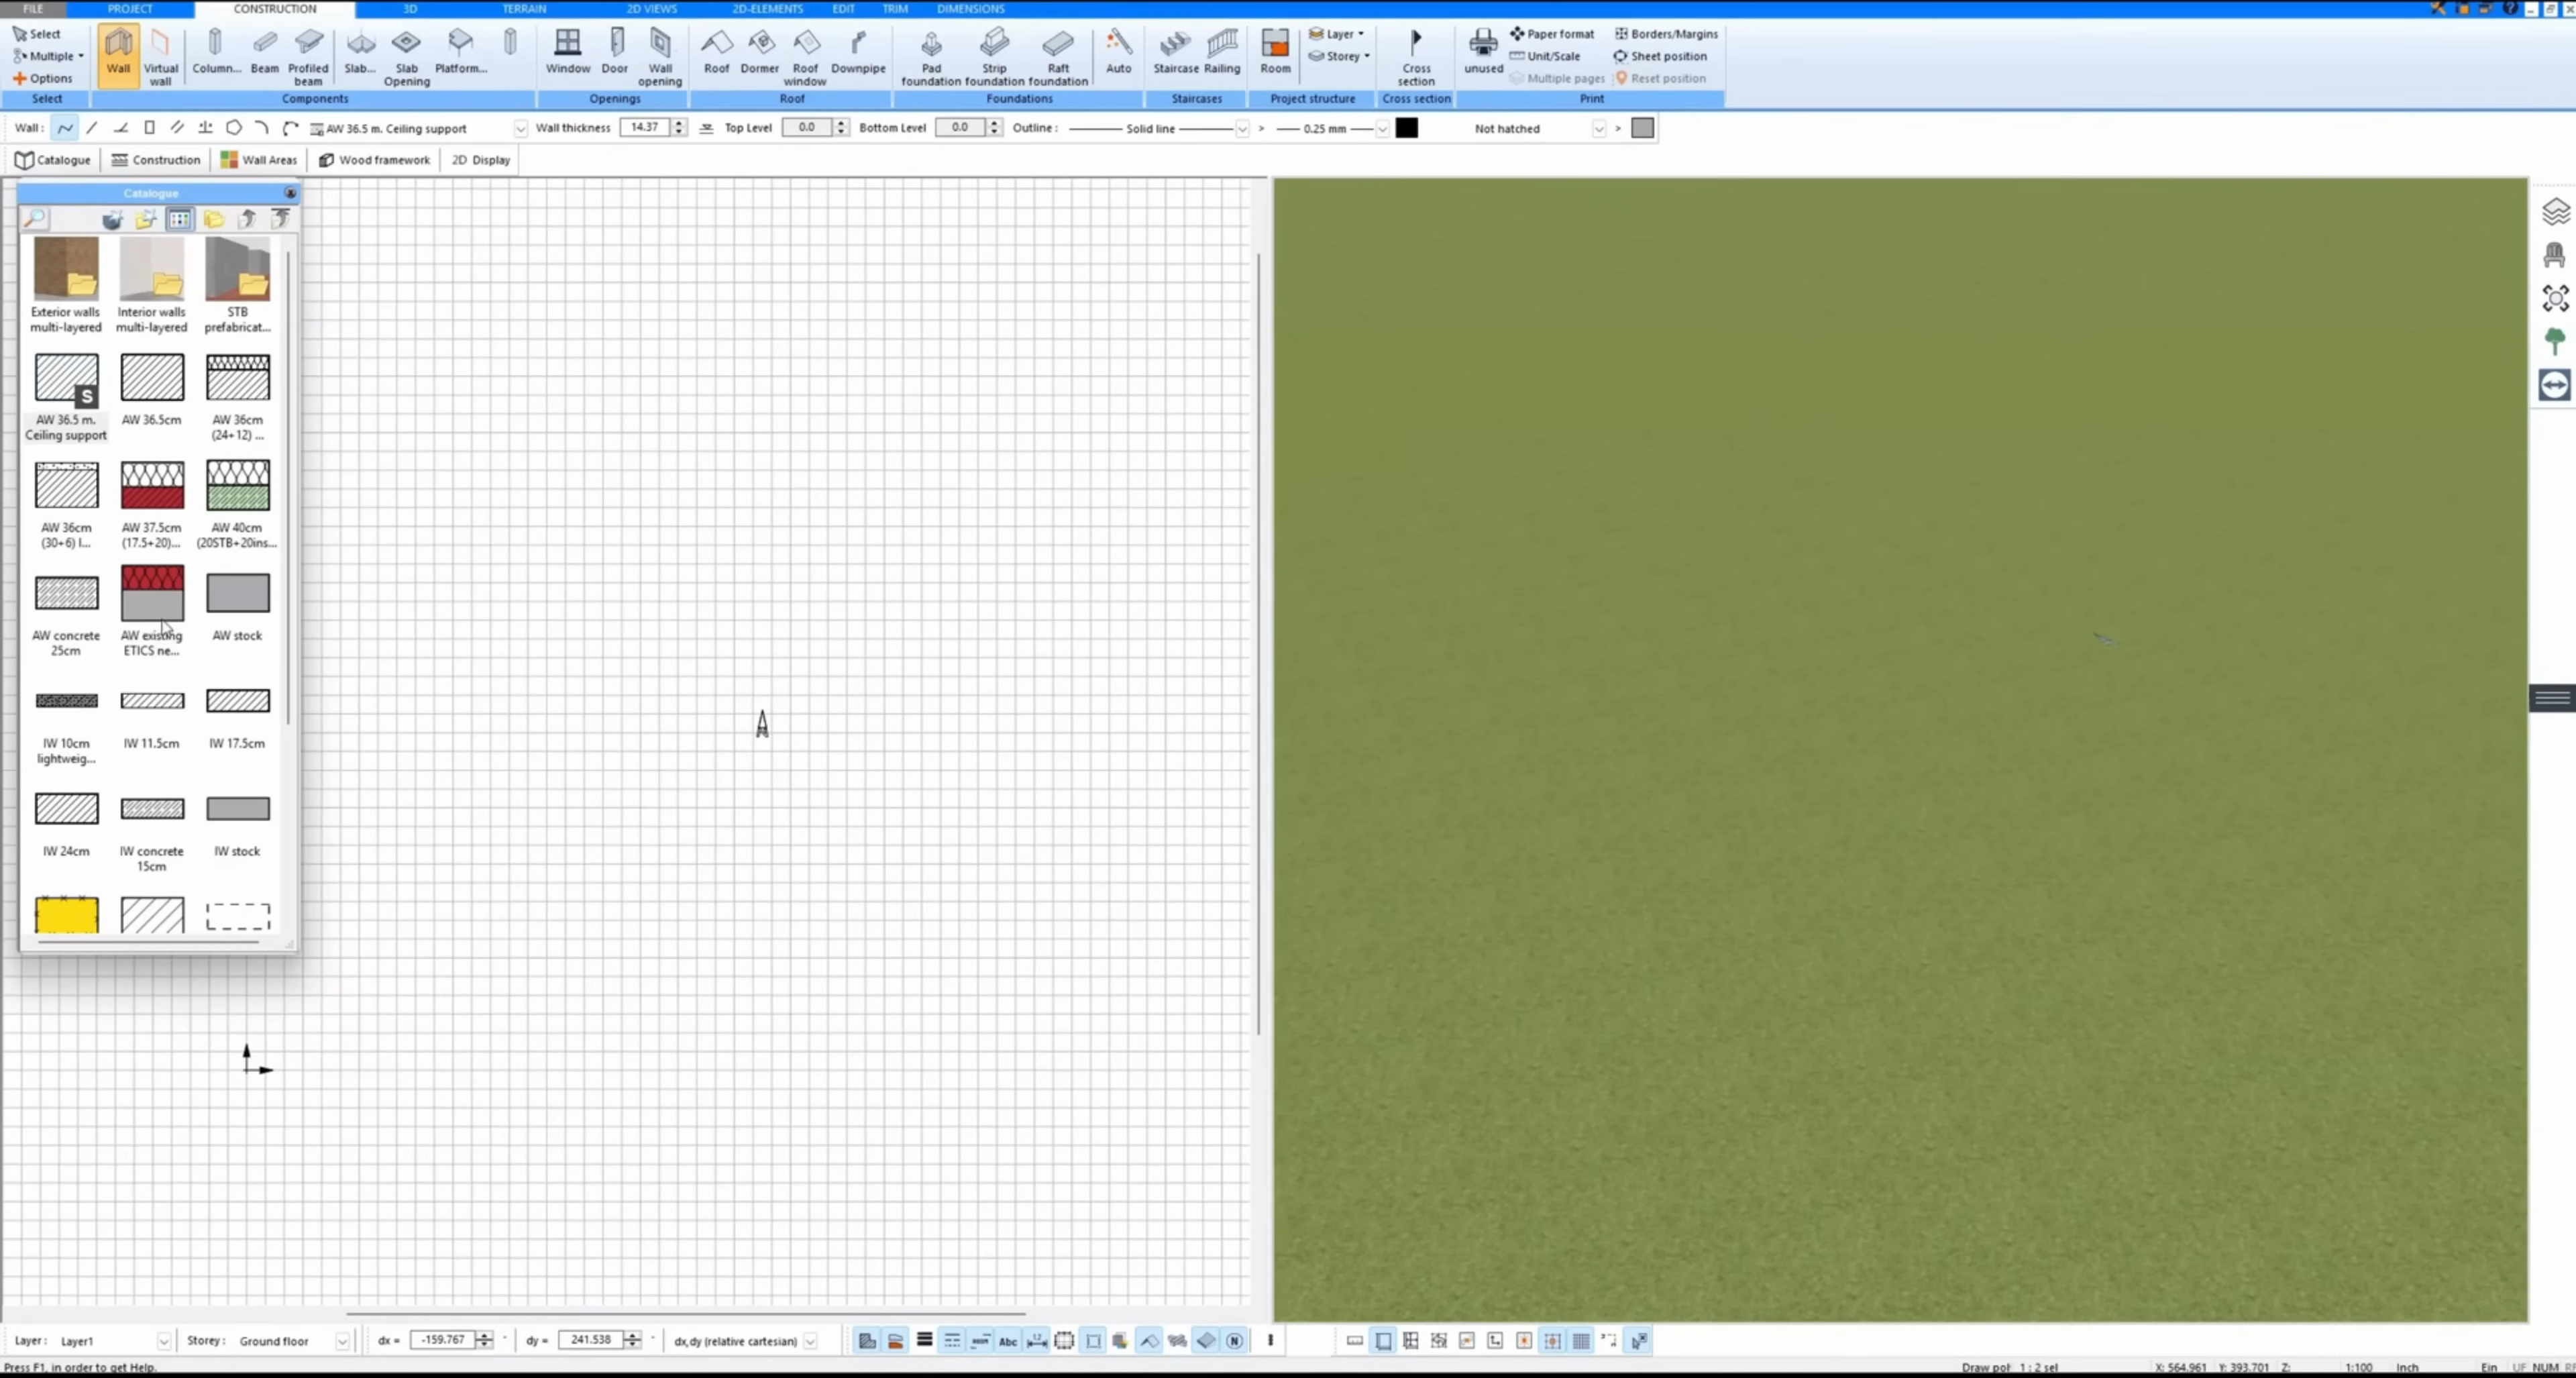 FILE PROJECT CONSTRUCTION 3D TERRAIN 2D VIEWS 2D-ELEMENTS EDIT TRIM DIMENSIONS
Select
Multiple
Options
Select
Wall
Virtual wall
Column...
Beam
Profiled beam
Slab...
Slab Opening
Platform...
Components
Window
Door
Wall opening
Openings
Roof
Dormer
Roof window
Downpipe
Roof
Pad foundation
Strip foundation
Raft foundation
Foundations
Auto
Staircase
Railing
Staircases
Room
Layer
Storey
Project structure
Cross section
Cross section
unused
Paper format
Unit/Scale
Multiple pages
Borders/Margins
Sheet position
Reset position
Print
Wall : AW 36.5 m. Ceiling support Wall thickness 14.37 Top Level 0.0 Bottom Level 0.0 Outline : Solid line > 0.25 mm Not hatched >
Catalogue Construction Wall Areas Wood framework 2D Display
Catalogue
Exterior walls multi-layered
Interior walls multi-layered
STB prefabricat...
S
AW 36.5 m. Ceiling support
AW 36.5cm
AW 36cm (24+12) ...
AW 36cm (30+6) I...
AW 37.5cm (17.5+20)...
AW 40cm (20STB+20ins...
AW concrete 25cm
AW existing ETICS ne...
AW stock
IW 10cm lightweig...
IW 11.5cm
IW 17.5cm
IW 24cm
IW concrete 15cm
IW stock
Layer : Layer1 Storey : Ground floor dx = -159.767 " dy = 241.538 " dx,dy (relative cartesian) Abc N
Press F1, in order to get Help. Draw pol 1 : 2 sel X: 564.961 Y: 393.701 Z: 1:100 Inch Ein UF NUM